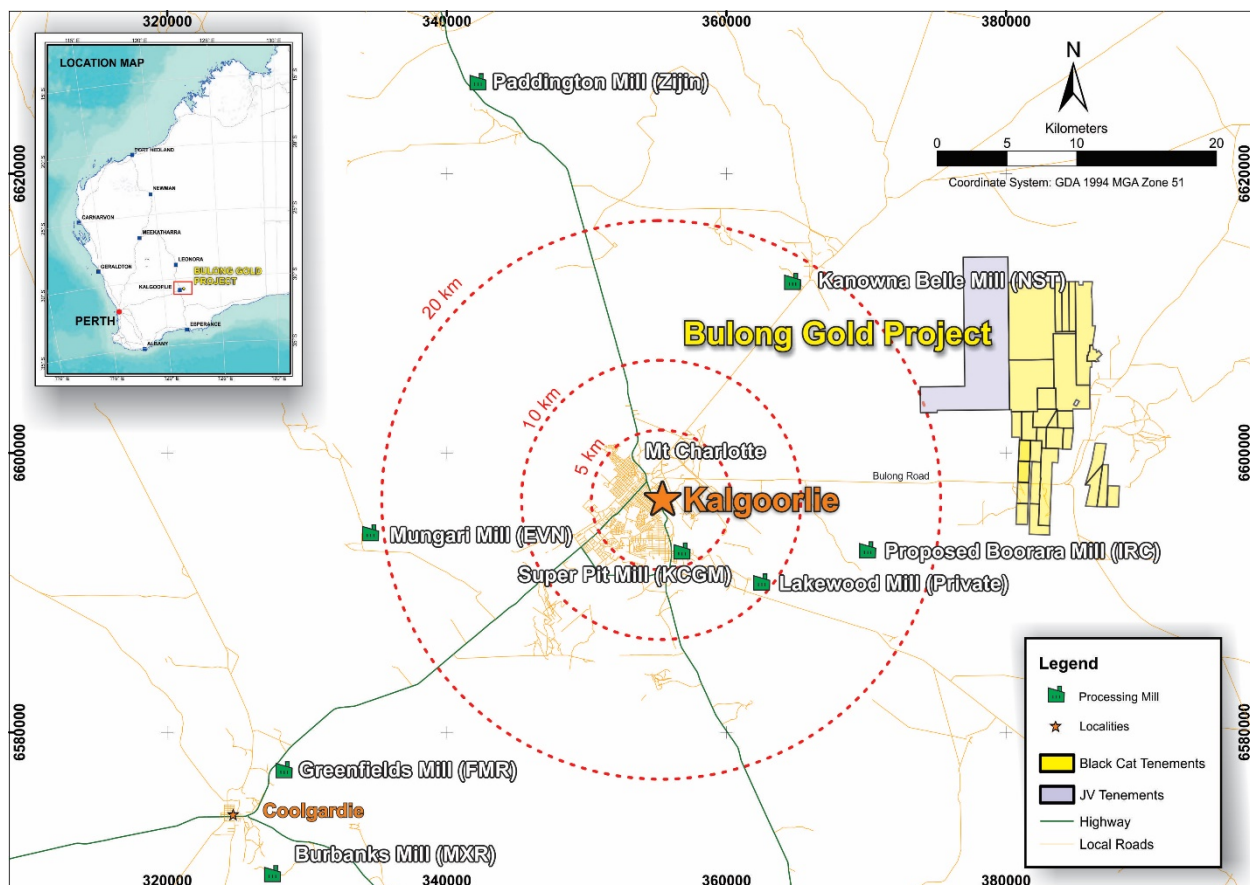 320000
340000
360000
380000
LOCATION MAP
PORT HEDLAND
NEWMAN
CARNARVON
MEEKATHARRA
LEONORA
GERALDTON
BULONG GOLD
PROJECT
KALGOORLIE
PERTH
ESPERANCE
ALBANY
Paddington Mill (Zijin)
N
Kilometers
0 5 10 20
Coordinate System: GDA 1994 MGA Zone 51
6620000
6620000
20 km
Kanowna Belle Mill (NST)
Bulong Gold Project
10 km
5 km
Mt Charlotte
6600000
6600000
Bulong Road
Kalgoorlie
Mungari Mill (EVN)
Proposed Boorara Mill (IRC)
Super Pit Mill (KCGM)
Lakewood Mill (Private)
6580000
6580000
Greenfields Mill (FMR)
Coolgardie
Burbanks Mill (MXR)
Legend
Processing Mill
Localities
Black Cat Tenements
JV Tenements
Highway
Local Roads
320000
340000
360000
380000